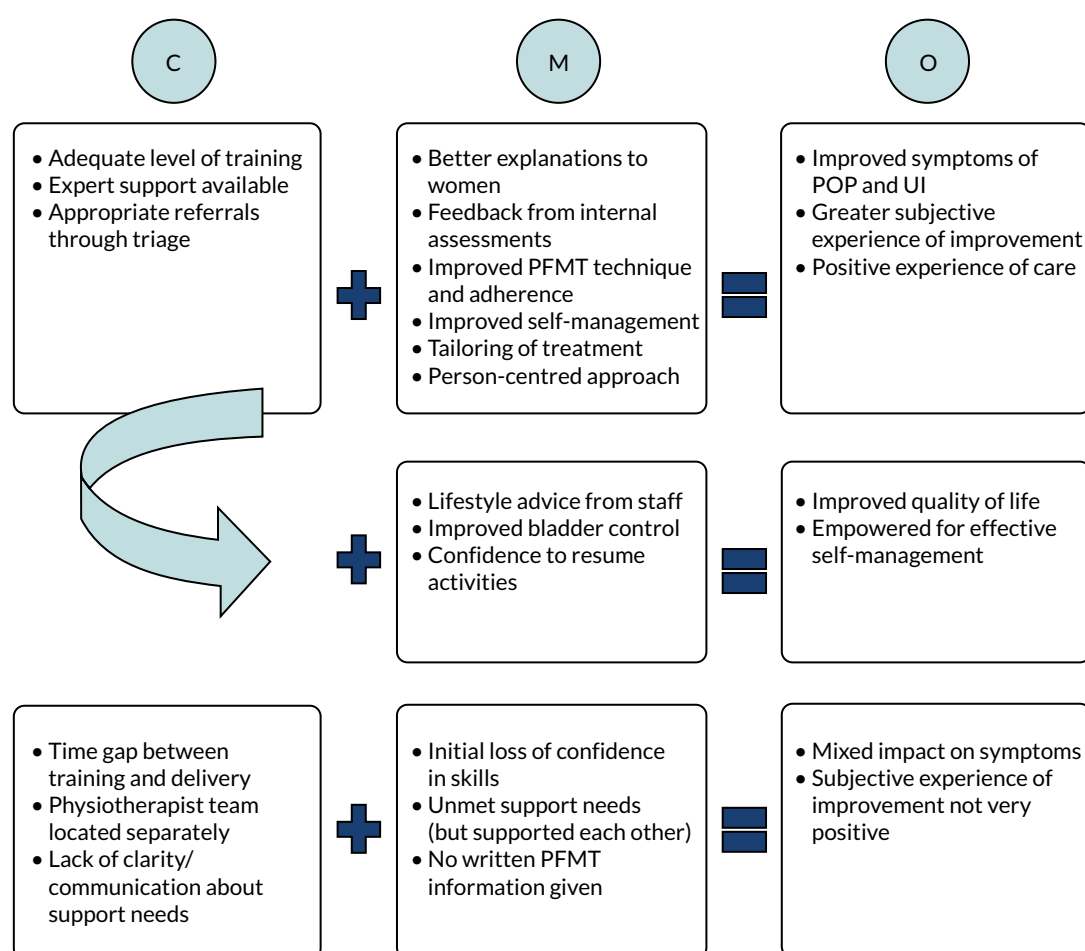 C
M
O
• Adequate level of training
• Expert support available
• Appropriate referrals
through triage
• Better explanations to
women
• Feedback from internal
assessments
• Improved PFMT technique
and adherence
• Improved self-management
• Tailoring of treatment
• Person-centred approach
• Improved symptoms of
POP and UI
• Greater subjective
experience of improvement
• Positive experience of care
• Lifestyle advice from staff
• Improved bladder control
• Confidence to resume
activities
• Improved quality of life
• Empowered for effective
self-management
• Time gap between
training and delivery
• Physiotherapist team
located separately
• Lack of clarity/
communication about
support needs
• Initial loss of confidence
in skills
• Unmet support needs
(but supported each other)
• No written PFMT
information given
• Mixed impact on symptoms
• Subjective experience of
improvement not very
positive